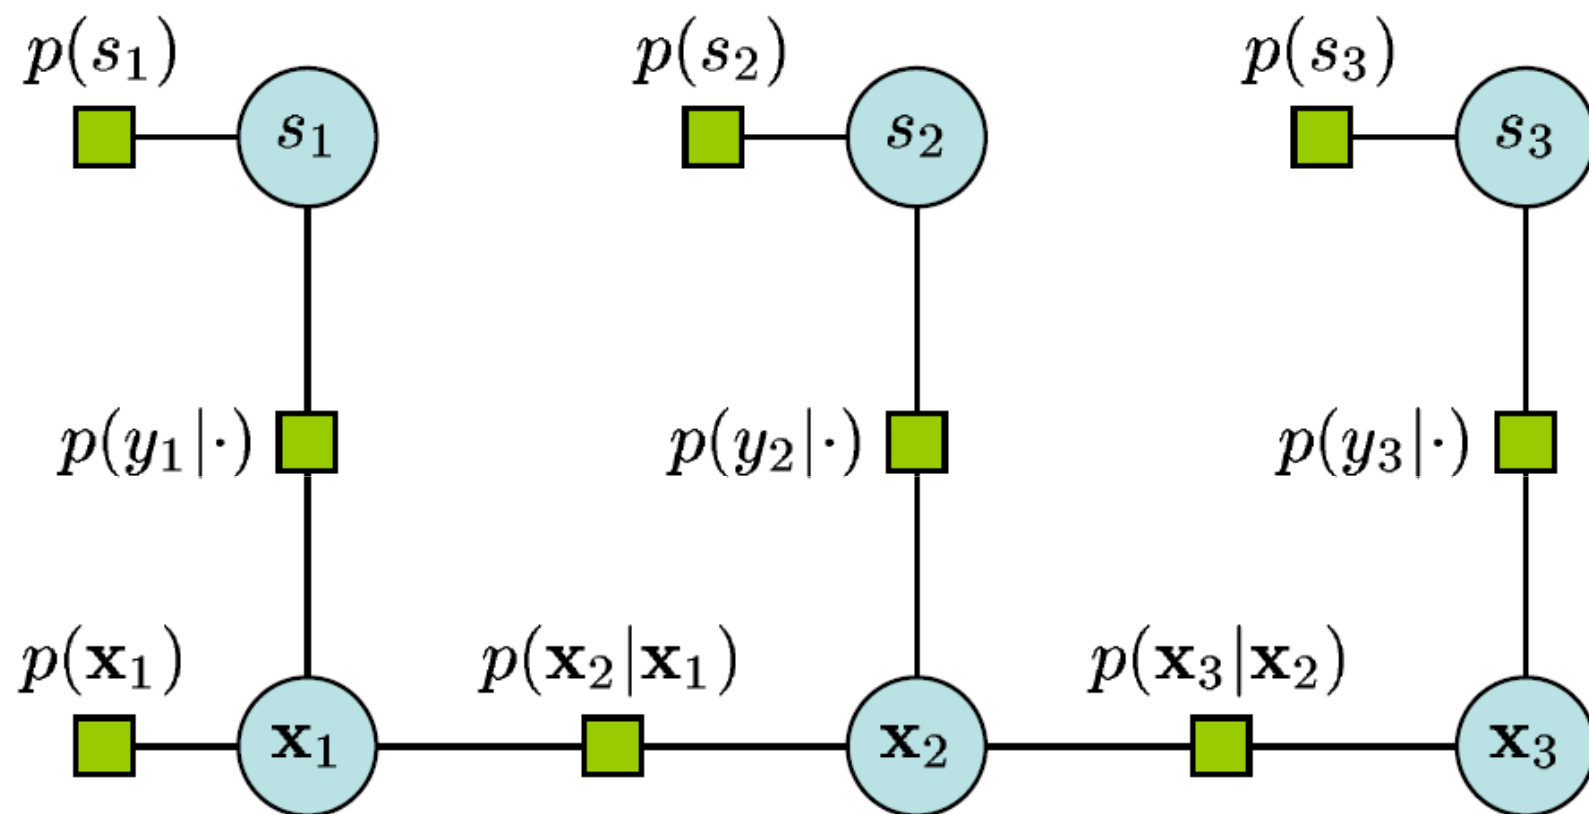 p(s₁) p(s₂) p(s₃)
s₁ s₂ s₃
p(y₁|·) p(y₂|·) p(y₃|·)
p(𝐱₁) p(𝐱₂|𝐱₁) p(𝐱₃|𝐱₂)
𝐱₁ 𝐱₂ 𝐱₃